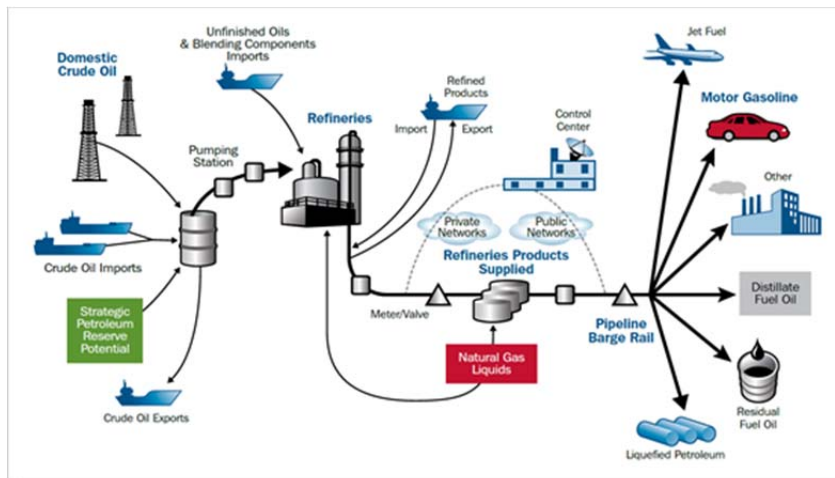 Domestic
Crude Oil
Unfinished Oils
& Blending Components
Imports
Refineries
Refined
Products
Import
Export
Control
Center
Jet Fuel
Motor Gasoline
Pumping
Station
Other
Private
Networks
Public
Networks
Crude Oil Imports
Refineries Products
Supplied
Strategic
Petroleum
Reserve
Potential
Meter/Valve
Distillate
Fuel Oil
Pipeline
Barge Rail
Natural Gas
Liquids
Crude Oil Exports
Residual
Fuel Oil
Liquefied Petroleum